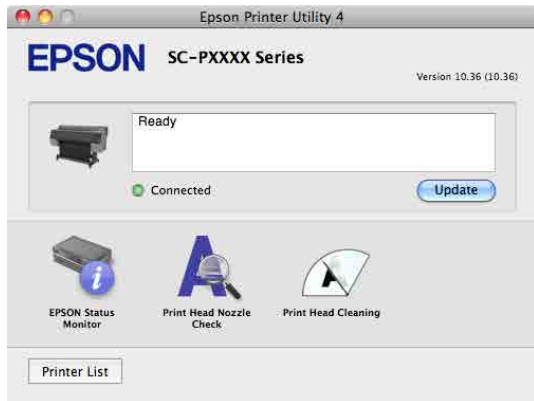 Epson Printer Utility 4
EPSON
SC-PXXXX Series
Version 10.36 (10.36)
Ready
Connected
Update
EPSON Status
Monitor
Print Head Nozzle
Check
Print Head Cleaning
Printer List